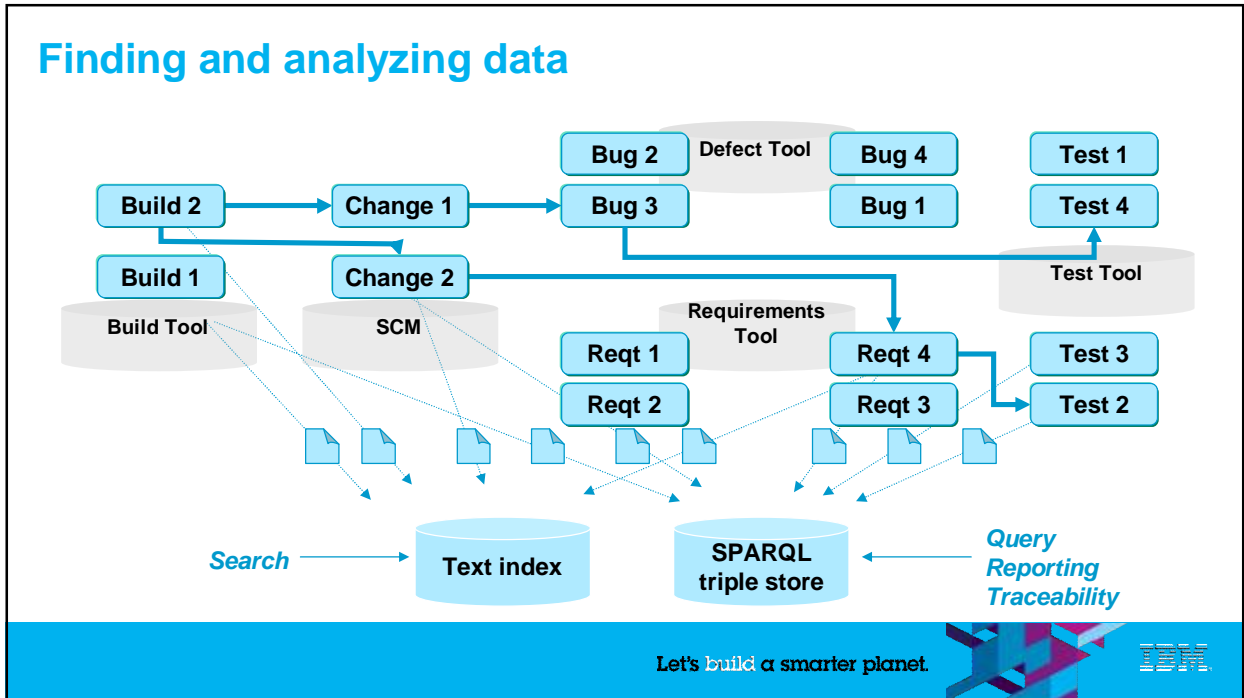 Finding and analyzing data
Bug 2
Defect Tool
Bug 4
Test 1
Build 2
Change 1
Bug 3
Bug 1
Test 4
Build 1
Change 2
Test Tool
Build Tool
SCM
Requirements
Tool
Reqt 1
Reqt 4
Test 3
Reqt 2
Reqt 3
Test 2
Search
Text index
SPARQL
triple store
Query
Reporting
Traceability
Let's build a smarter planet.
IBM